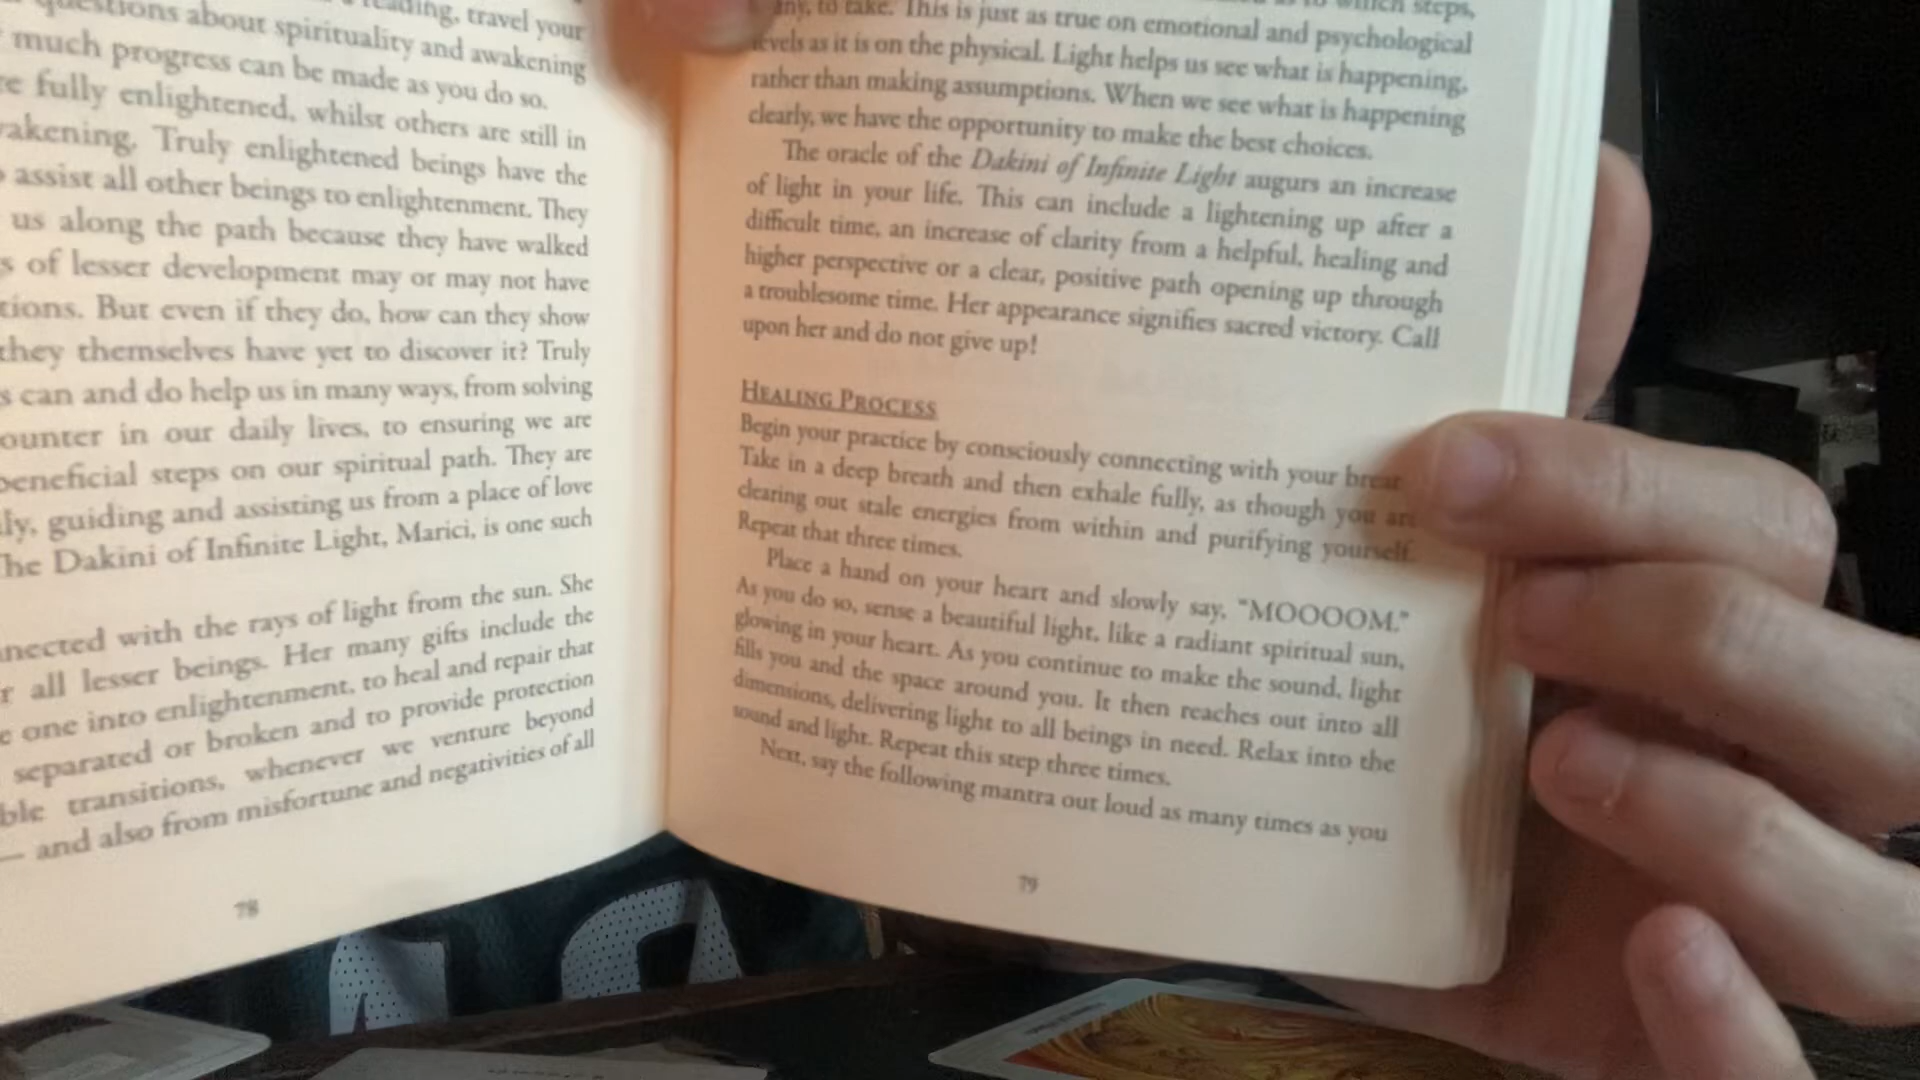 questions about spirituality and awakening
much progress can be made as you do so.
fully enlightened, whilst others are still in
Truly enlightened beings have the
assist all other beings to enlightenment. They
us along the path because they have walked
of lesser development may or may not have
But even if they do, how can they show
they themselves have yet to discover it? Truly
can and do help us in many ways, from solving
in our daily lives, to ensuring we are
beneficial steps on our spiritual path. They are
guiding and assisting us from a place of love
The Dakini of Infinite Light, Marici, is one such
with the rays of light from the sun. She
all lesser beings. Her many gifts include the
one into enlightenment, to heal and repair that
separated or broken and to provide protection
transitions, whenever we venture beyond
— and also from misfortune and negativities of all
78
to which steps,
to take. This is just as true on emotional and psychological
levels as it is on the physical. Light helps us see what is happening,
rather than making assumptions. When we see what is happening
clearly, we have the opportunity to make the best choices.
The oracle of the Dakini of Infinite Light augurs an increase
of light in your life. This can include a lightening up after a
difficult time, an increase of clarity from a helpful, healing and
higher perspective or a clear, positive path opening up through
a troublesome time. Her appearance signifies sacred victory. Call
upon her and do not give up!
HEALING PROCESS
Begin your practice by consciously connecting with your
Take in a deep breath and then exhale fully, as though you are
clearing out stale energies from within and purifying yourself.
Repeat that three times.
Place a hand on your heart and slowly say, "MOOOOM."
As you do so, sense a beautiful light, like a radiant spiritual sun,
glowing in your heart. As you continue to make the sound, light
fills you and the space around you. It then reaches out into all
dimensions, delivering light to all beings in need. Relax into the
sound and light. Repeat this step three times.
Next, say the following mantra out loud as many times as you
79